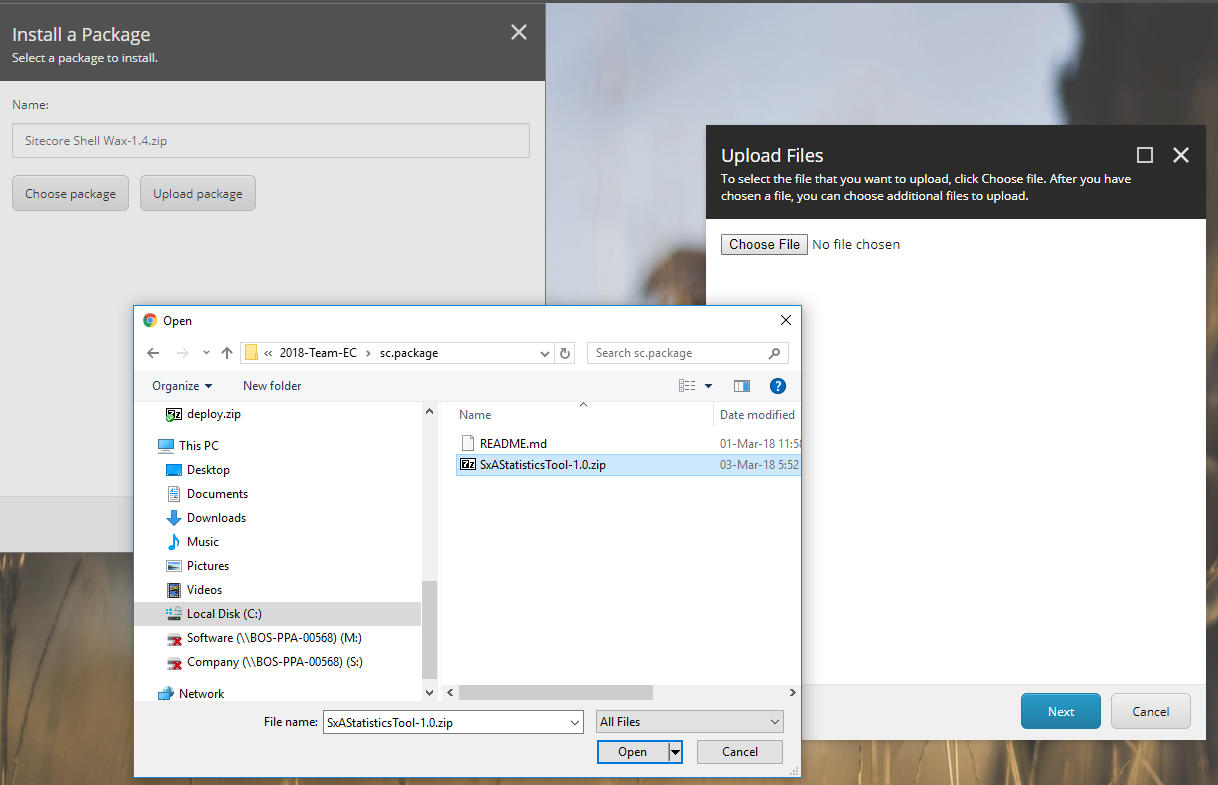 Install a Package
Select a package to install.
Name:
Sitecore Shell Wax-1.4.zip
Choose package
Upload package
Upload Files
To select the file that you want to upload, click Choose file. After you have
chosen a file, you can choose additional files to upload.
Choose File No file chosen
Open
« 2018-Team-EC › sc.package
Search sc.package
Organize
New folder
deploy.zip
This PC
Desktop
Documents
Downloads
Music
Pictures
Videos
Local Disk (C:)
Software (\\BOS-PPA-00568) (M:)
Company (\\BOS-PPA-00568) (S:)
Network
Name Date modified
README.md 01-Mar-18 11:58
SxAStatisticsTool-1.0.zip 03-Mar-18 5:52
File name: SxAStatisticsTool-1.0.zip
All Files
Open
Cancel
Next
Cancel